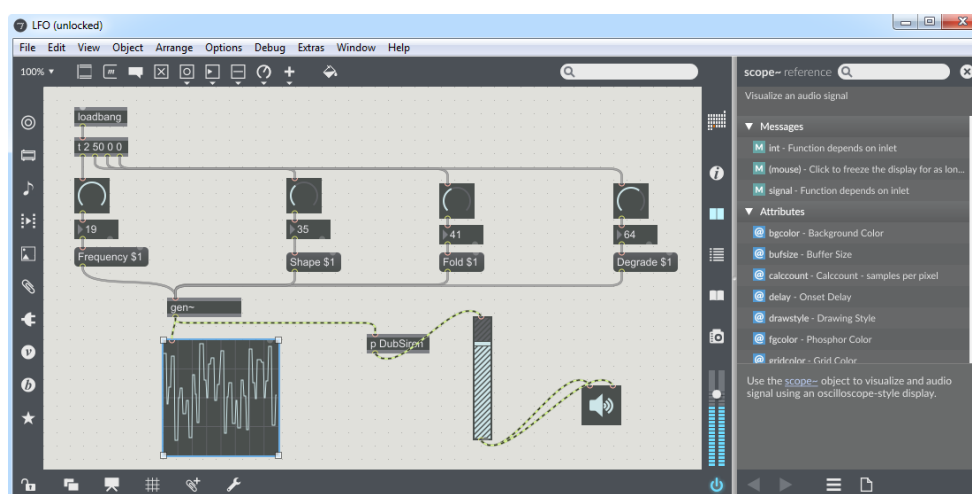 LFO (unlocked)
File Edit View Object Arrange Options Debug Extras Window Help
100%
loadbang
t 2 50 0 0
19
35
41
64
Frequency $1
Shape $1
Fold $1
Degrade $1
gen~
p DubSiren
scope~ reference
Visualize an audio signal
Messages
M int - Function depends on inlet
M (mouse) - Click to freeze the display for as lon...
M signal - Function depends on inlet
Attributes
@ bgcolor - Background Color
@ bufsize - Buffer Size
@ calccount - Calccount - samples per pixel
@ delay - Onset Delay
@ drawstyle - Drawing Style
@ fgcolor - Phosphor Color
@ gridcolor - Grid Color
Use the scope~ object to visualize and audio
signal using an oscilloscope-style display.